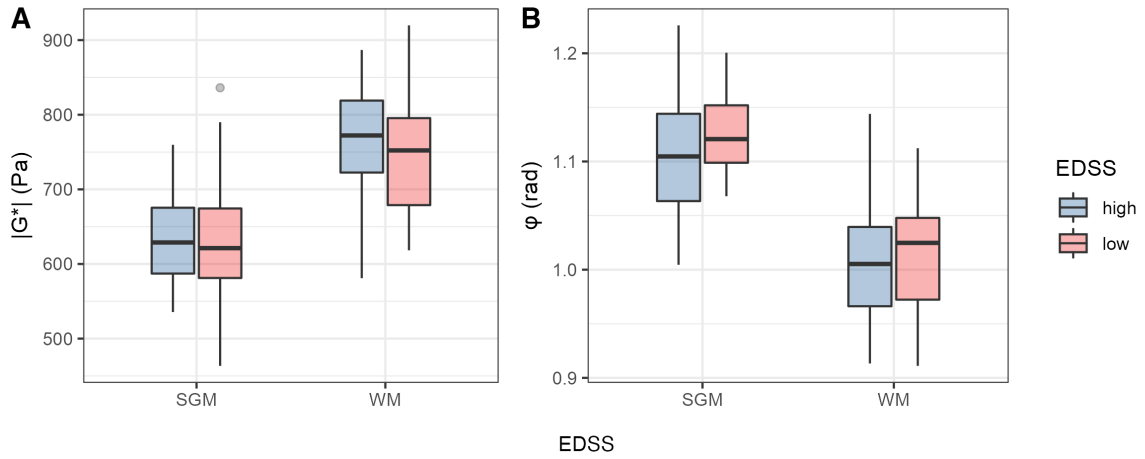 A
|G*| (Pa)
900
800
700
600
500
SGM
WM
B
φ (rad)
1.2
1.1
1.0
0.9
SGM
WM
EDSS
EDSS
high
low